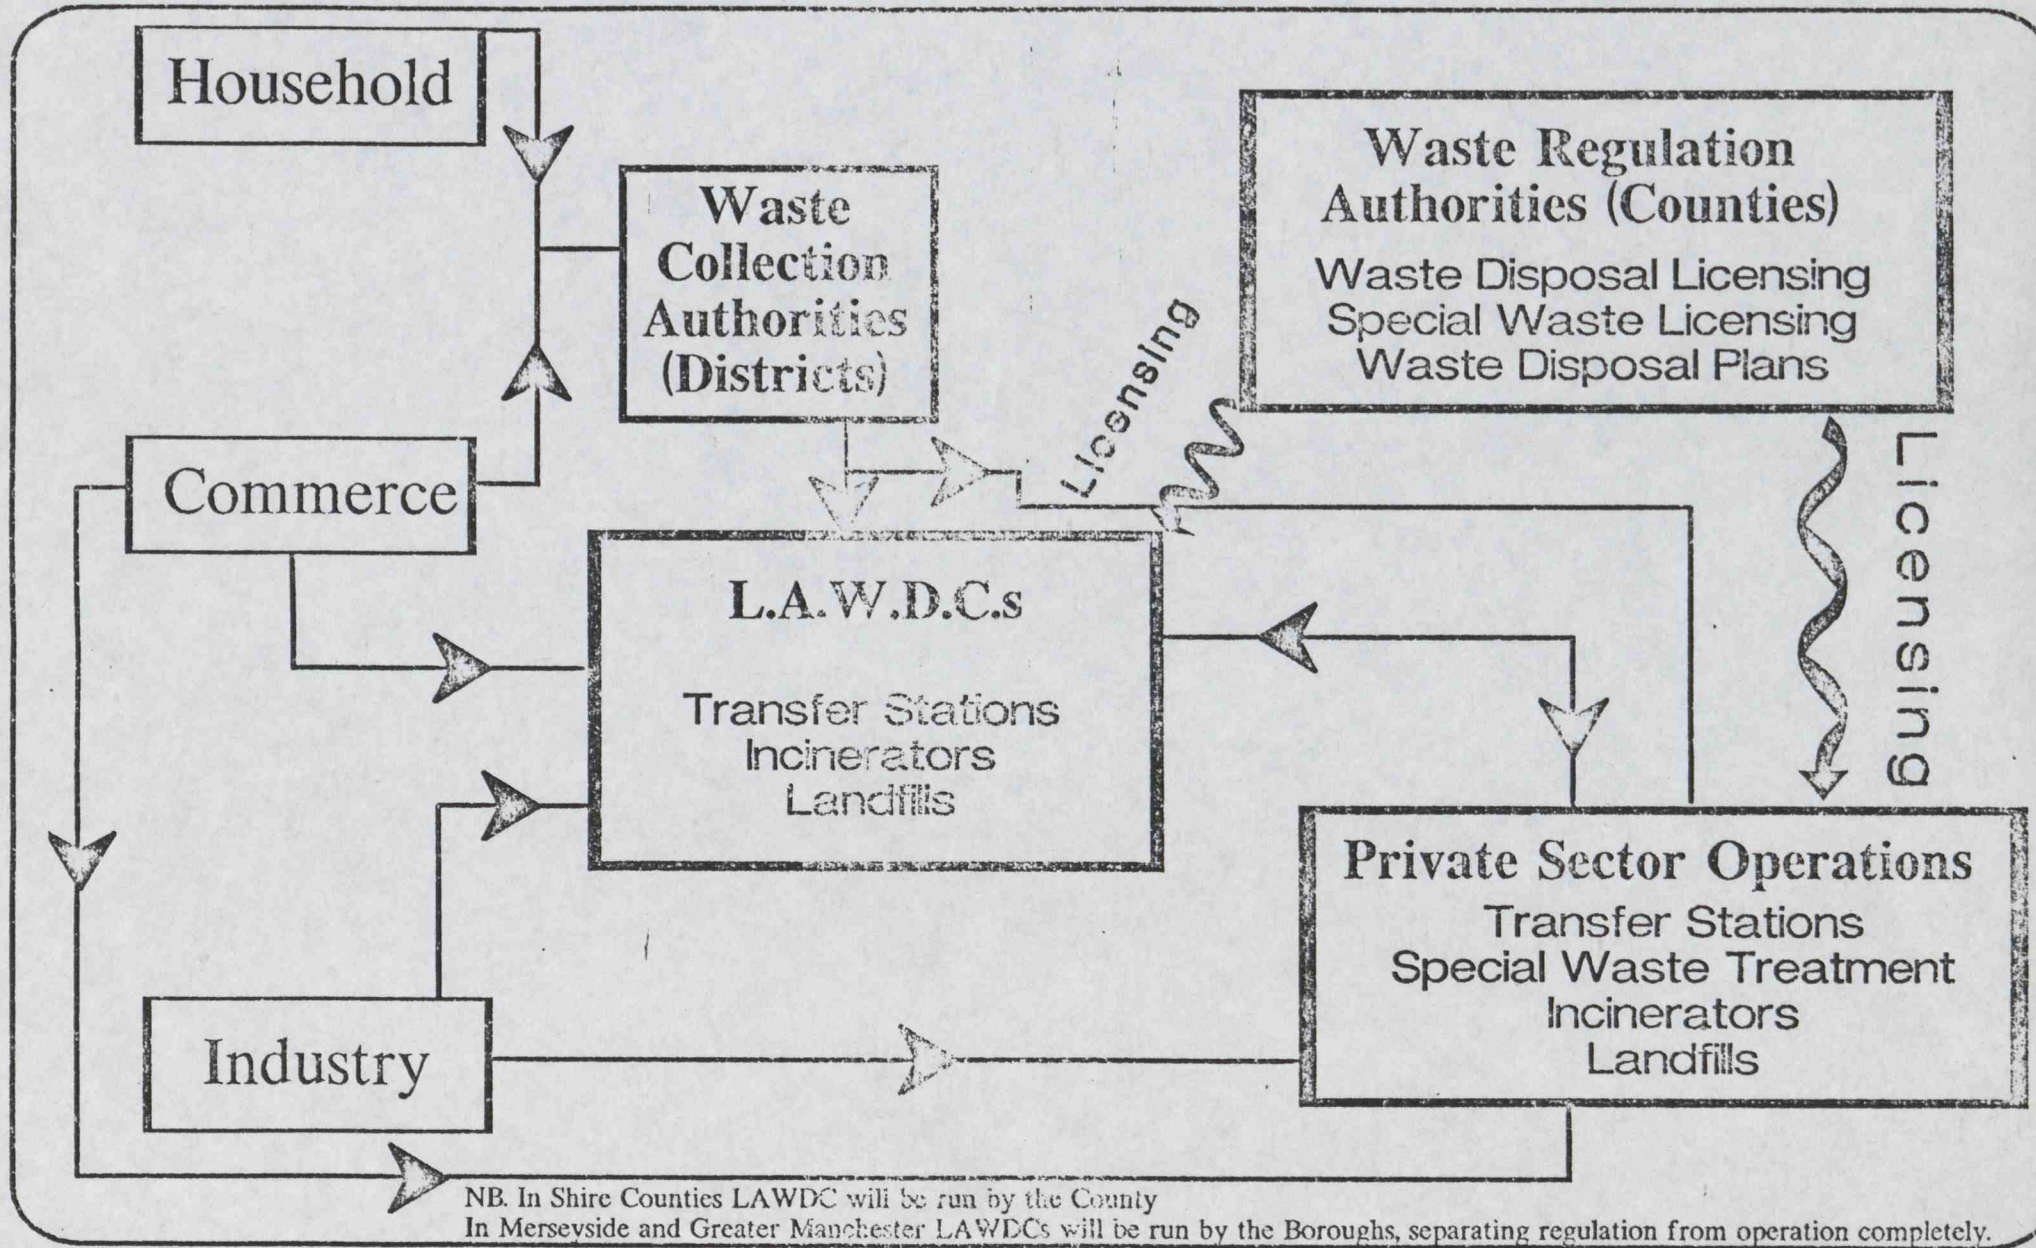 Household
Waste
Collection
Authorities
(Districts)
Waste Regulation
Authorities (Counties)
Waste Disposal Licensing
Special Waste Licensing
Waste Disposal Plans
Licensing
Licensing
Commerce
L.A.W.D.C.s
Transfer Stations
Incinerators
Landfills
Private Sector Operations
Transfer Stations
Special Waste Treatment
Incinerators
Landfills
Industry
NB. In Shire Counties LAWDC will be run by the County
In Merseyside and Greater Manchester LAWDCs will be run by the Boroughs, separating regulation from operation completely.